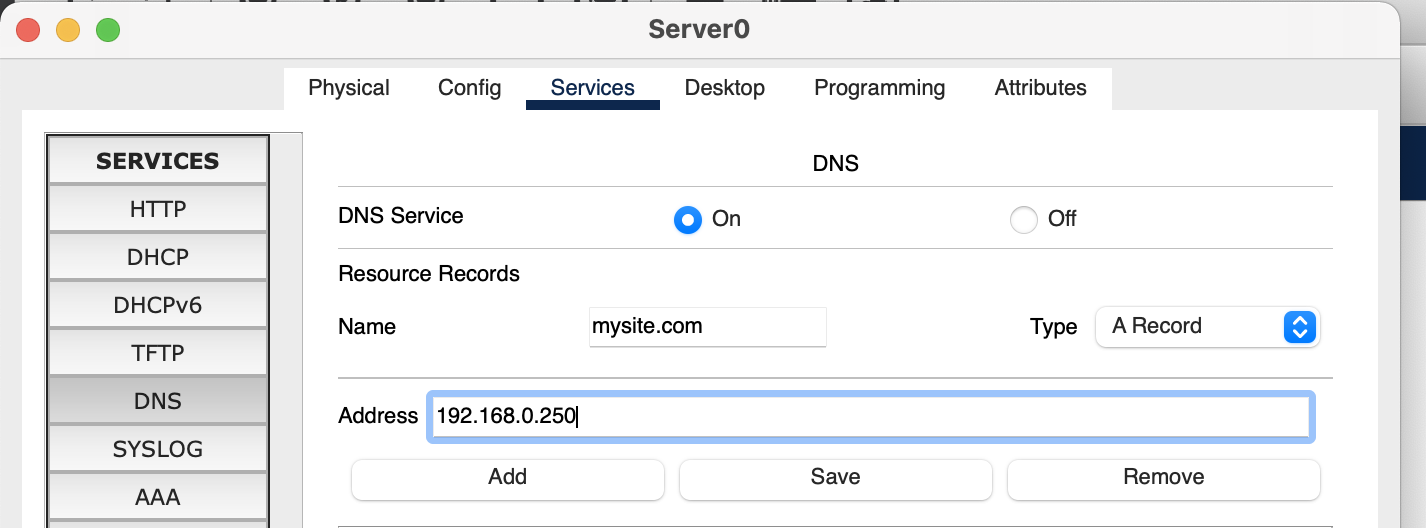 Server0
Physical Config Services Desktop Programming Attributes
SERVICES
HTTP
DHCP
DHCPv6
TFTP
DNS
SYSLOG
AAA
DNS
DNS Service On Off
Resource Records
Name mysite.com Type A Record
Address 192.168.0.250
Add Save Remove